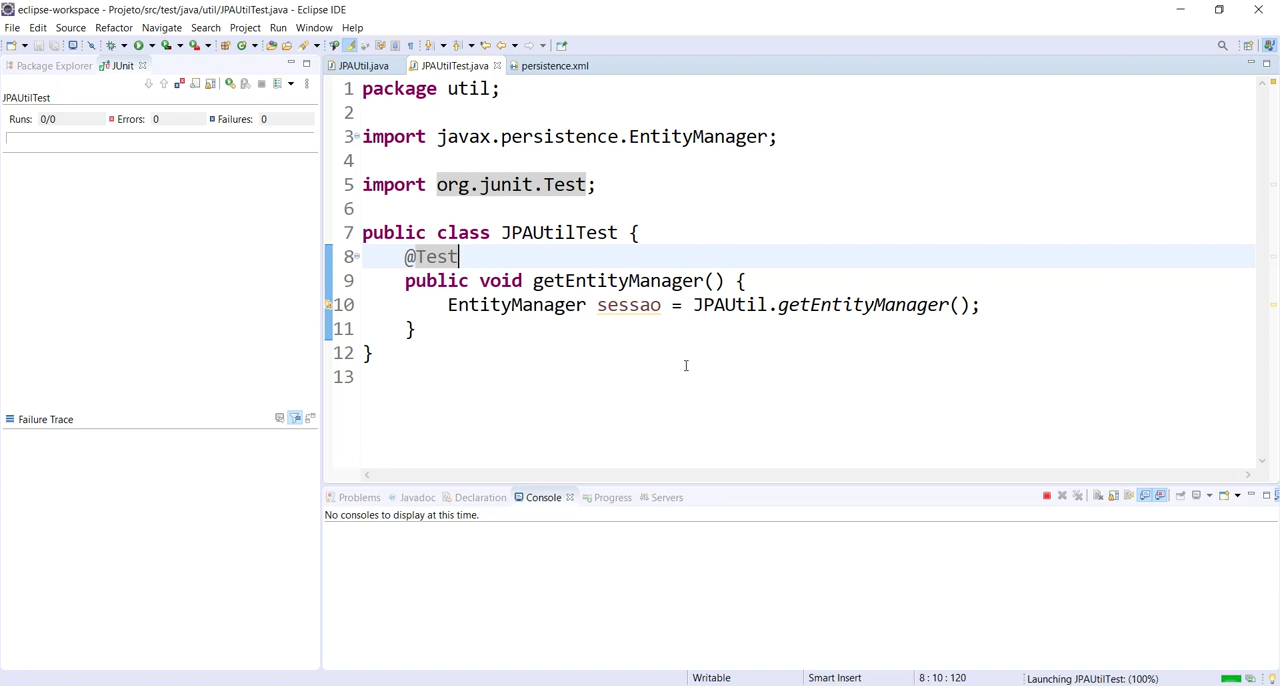 eclipse-workspace - Projeto/src/test/java/util/JPAUtilTest.java - Eclipse IDE
File Edit Source Refactor Navigate Search Project Run Window Help
Package Explorer JUnit
JPAUtil.java JPAUtilTest.java persistence.xml
JPAUtilTest
Runs: 0/0 Errors: 0 Failures: 0
1 package util;
2
3 import javax.persistence.EntityManager;
4
5 import org.junit.Test;
6
7 public class JPAUtilTest {
8 @Test
9 public void getEntityManager() {
10 EntityManager sessao = JPAUtil.getEntityManager();
11 }
12 }
13
Failure Trace
Problems Javadoc Declaration Console Progress Servers
No consoles to display at this time.
Writable Smart Insert 8 : 10 : 120 Launching JPAUtilTest: (100%)